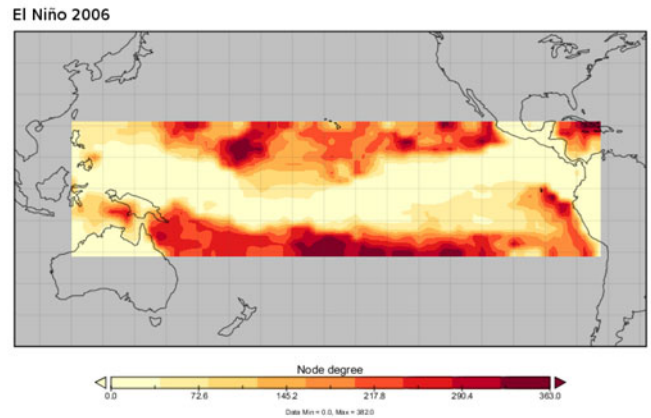 El Niño 2006
Node degree
0.0 72.6 145.2 217.8 290.4 363.0
Data Min = 0.0, Max = 382.0